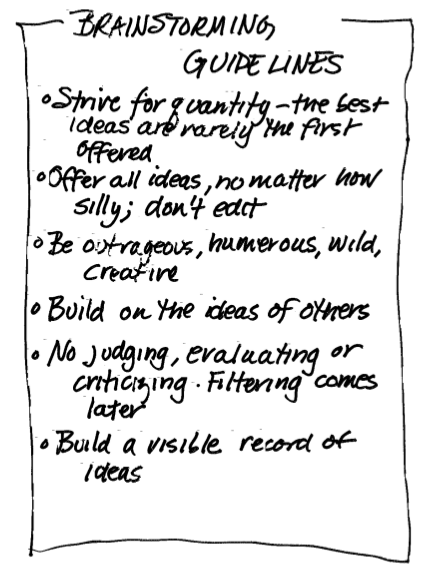 BRAINSTORMING
GUIDELINES
• Strive for quantity - the best
ideas are rarely the first
offered
• Offer all ideas, no matter how
silly; don't edit
• Be outrageous, humerous, wild,
creative
• Build on the ideas of others
• No judging, evaluating or
criticizing. Filtering comes
later
• Build a visible record of
ideas